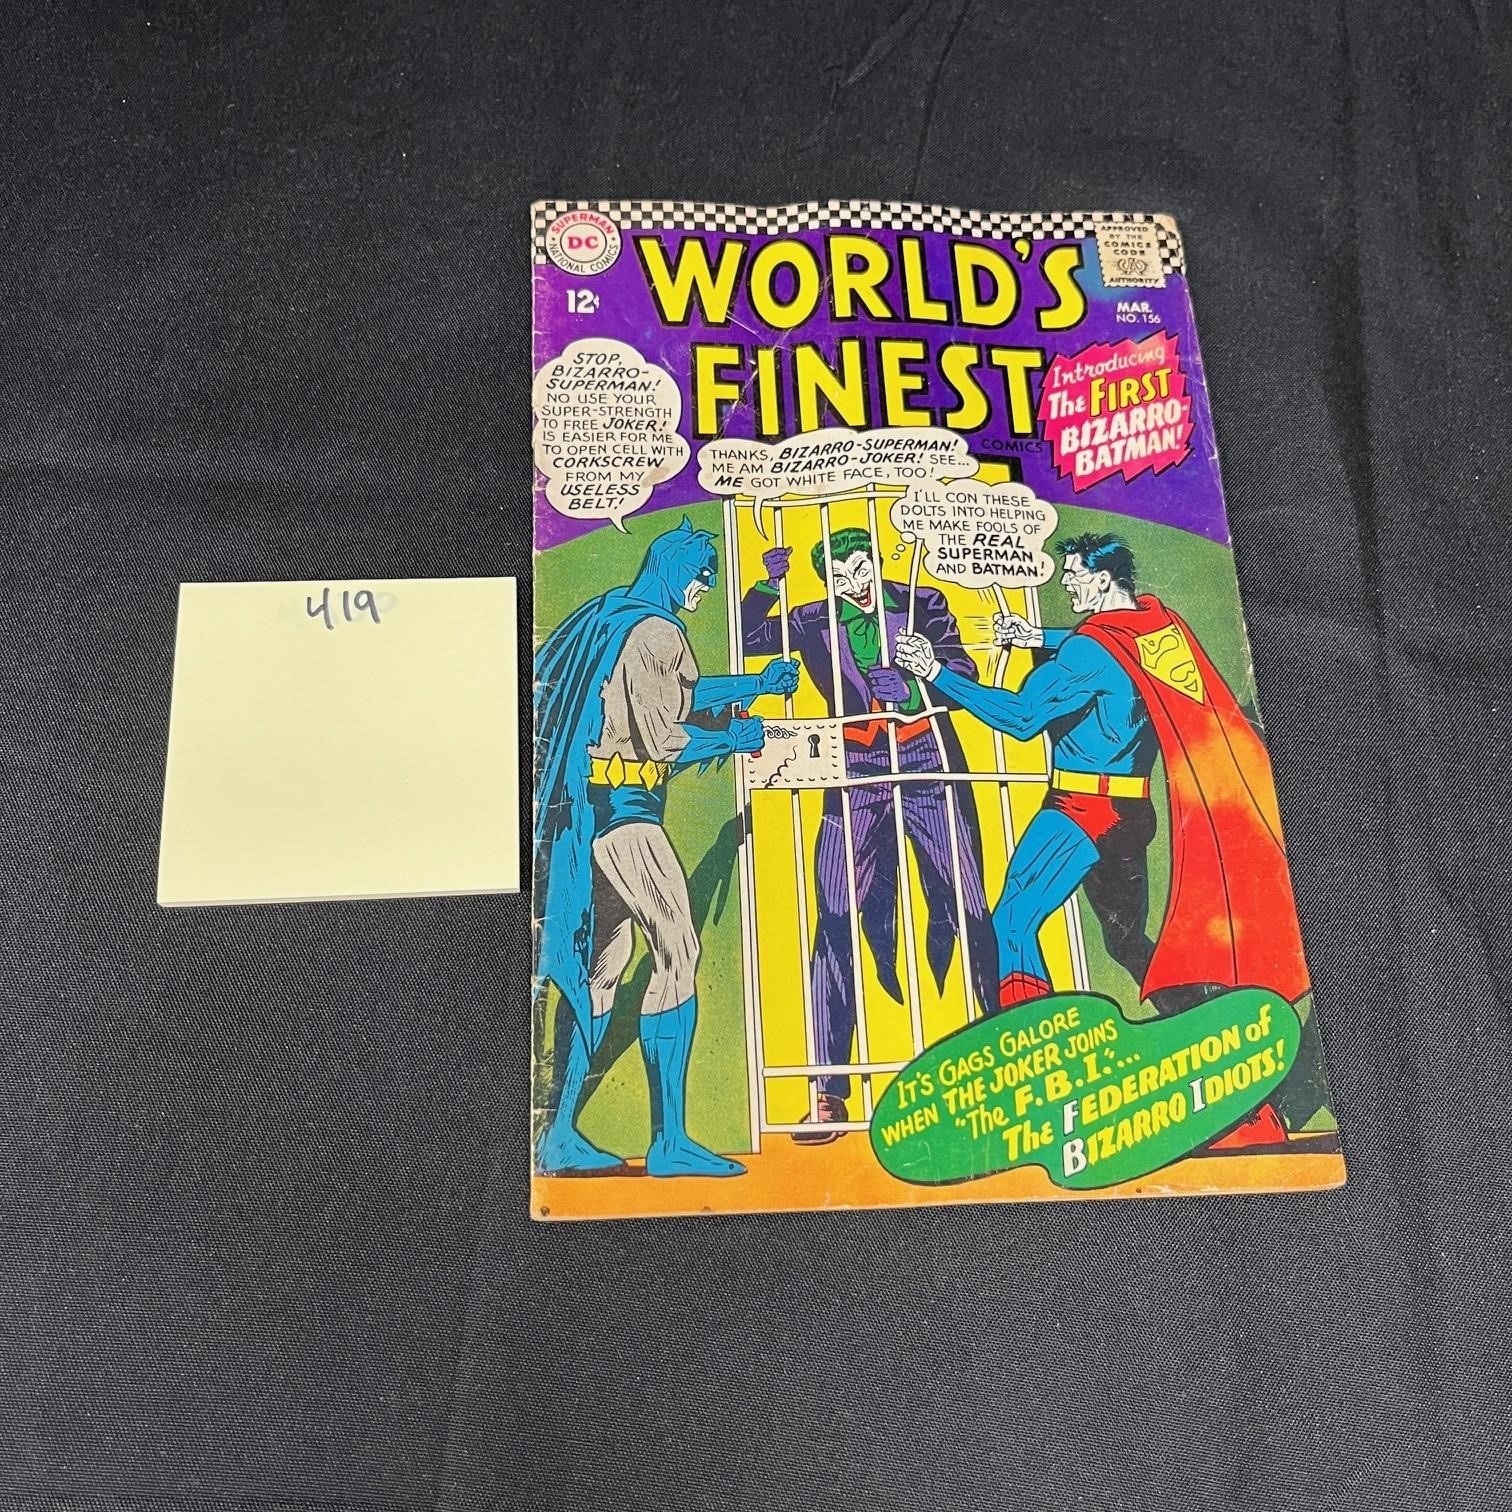 419
SUPERMAN
DC
NATIONAL COMICS
12¢
WORLD'S
FINEST
COMICS
APPROVED
BY THE
COMICS
CODE
CA
AUTHORITY
MAR.
NO. 156
Introducing
The FIRST
BIZARRO-
BATMAN!
STOP,
BIZARRO-
SUPERMAN!
NO USE YOUR
SUPER-STRENGTH
TO FREE JOKER!
IS EASIER FOR ME
TO OPEN CELL WITH
CORKSCREW
FROM MY
USELESS
BELT!
THANKS, BIZARRO-SUPERMAN!
ME AM BIZARRO-JOKER! SEE...
ME GOT WHITE FACE, TOO!
I'LL CON THESE
DOLTS INTO HELPING
ME MAKE FOOLS OF
THE REAL
SUPERMAN
AND BATMAN!
IT'S GAGS GALORE
WHEN THE JOKER JOINS
"The F.B.I."...
The FEDERATION of
BIZARRO IDIOTS!